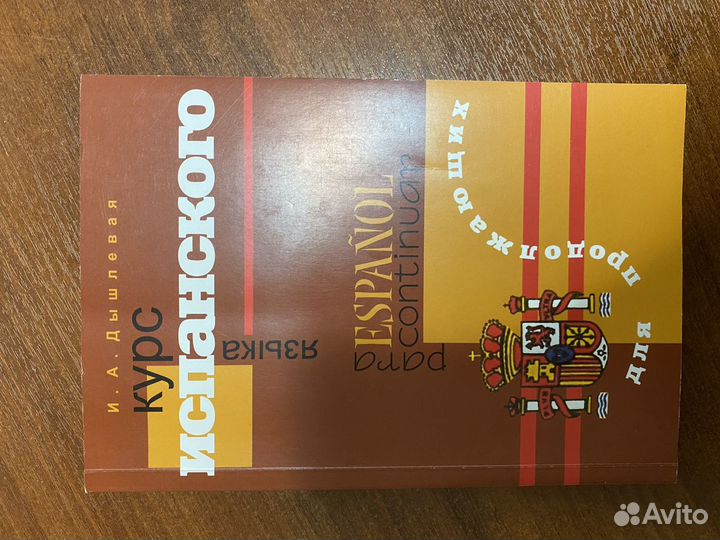 И. А. Дышлевая
курс
испанского
языка
ESPAÑOL
para continuar
для
продолжающих
Avito